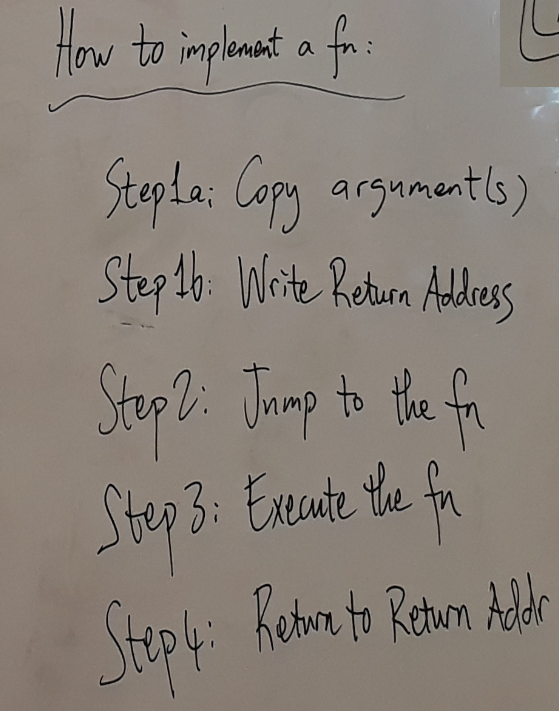 How to implement a fn:
Step1a: Copy argument(s)
Step1b: Write Return Address
Step2: Jump to the fn
Step3: Execute the fn
Step4: Return to Return Addr